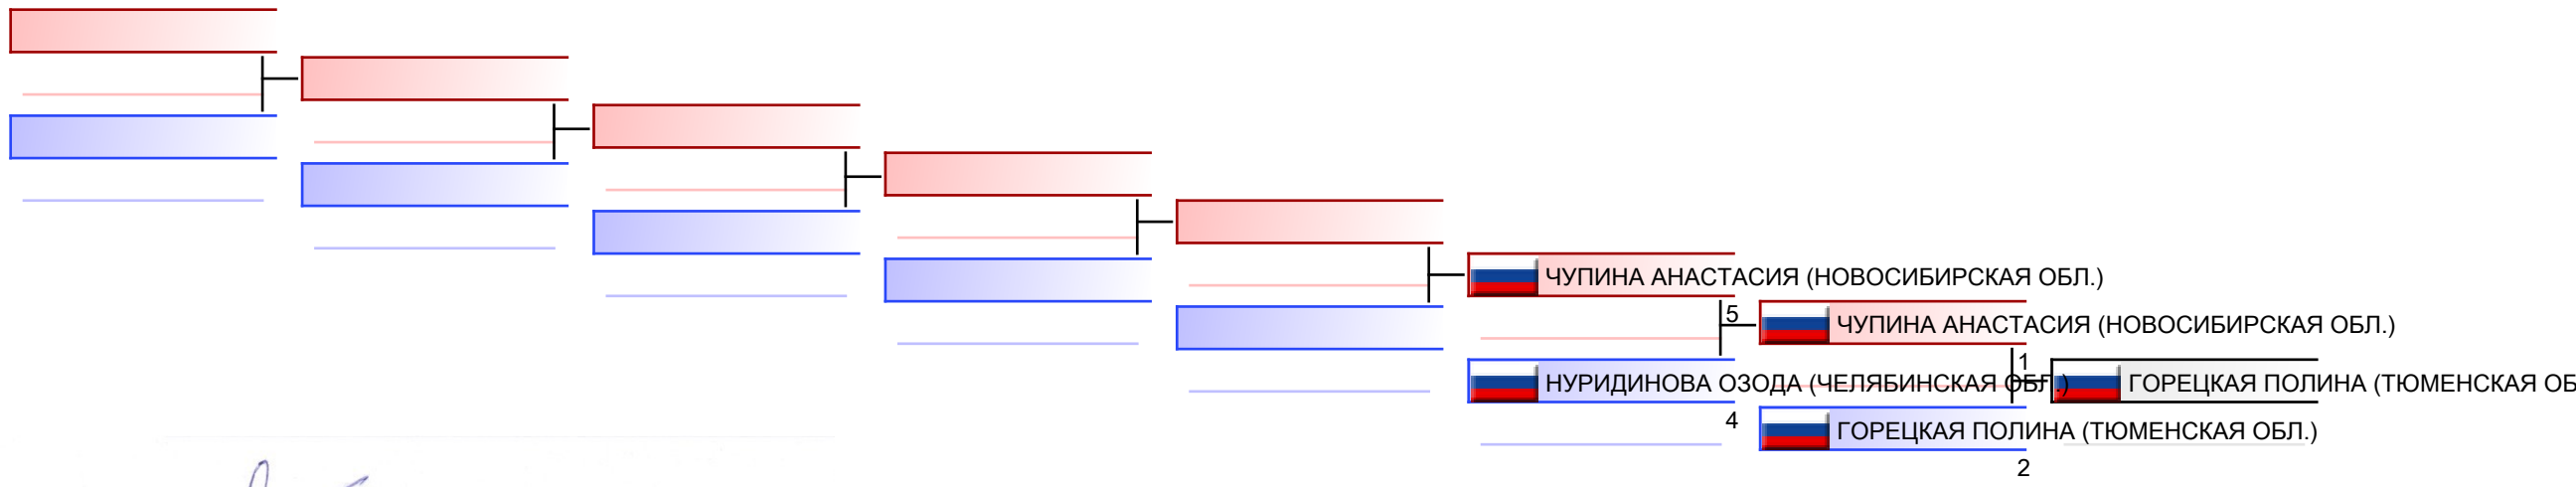 ЧУПИНА АНАСТАСИЯ (НОВОСИБИРСКАЯ ОБЛ.)
5
ЧУПИНА АНАСТАСИЯ (НОВОСИБИРСКАЯ ОБЛ.)
1
НУРИДИНОВА ОЗОДА (ЧЕЛЯБИНСКАЯ ОБЛ.)
ГОРЕЦКАЯ ПОЛИНА (ТЮМЕНСКАЯ ОБ
4
ГОРЕЦКАЯ ПОЛИНА (ТЮМЕНСКАЯ ОБЛ.)
2